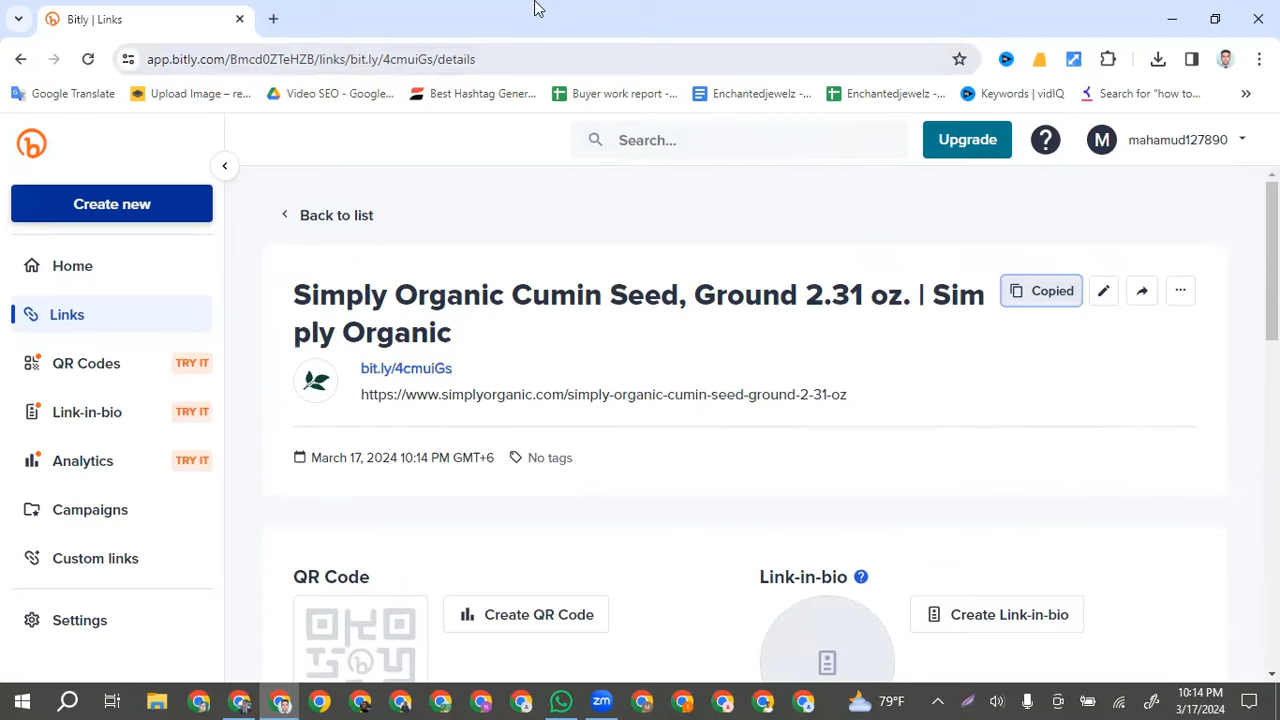 Bitly | Links
app.bitly.com/Bmcd0ZTeHZB/links/bit.ly/4cmuiGs/details
Google Translate
Upload Image – re...
Video SEO - Google...
Best Hashtag Gener...
Buyer work report -...
Enchantedjewelz -...
Enchantedjewelz -...
Keywords | vidIQ
Search for "how to...
Search...
Upgrade
M
mahamud127890
Create new
Home
Links
QR Codes
TRY IT
Link-in-bio
TRY IT
Analytics
TRY IT
Campaigns
Custom links
Settings
Back to list
Simply Organic Cumin Seed, Ground 2.31 oz. | Sim
ply Organic
Copied
bit.ly/4cmuiGs
https://www.simplyorganic.com/simply-organic-cumin-seed-ground-2-31-oz
March 17, 2024 10:14 PM GMT+6
No tags
QR Code
Create QR Code
Link-in-bio
Create Link-in-bio
zm
79°F
10:14 PM
3/17/2024